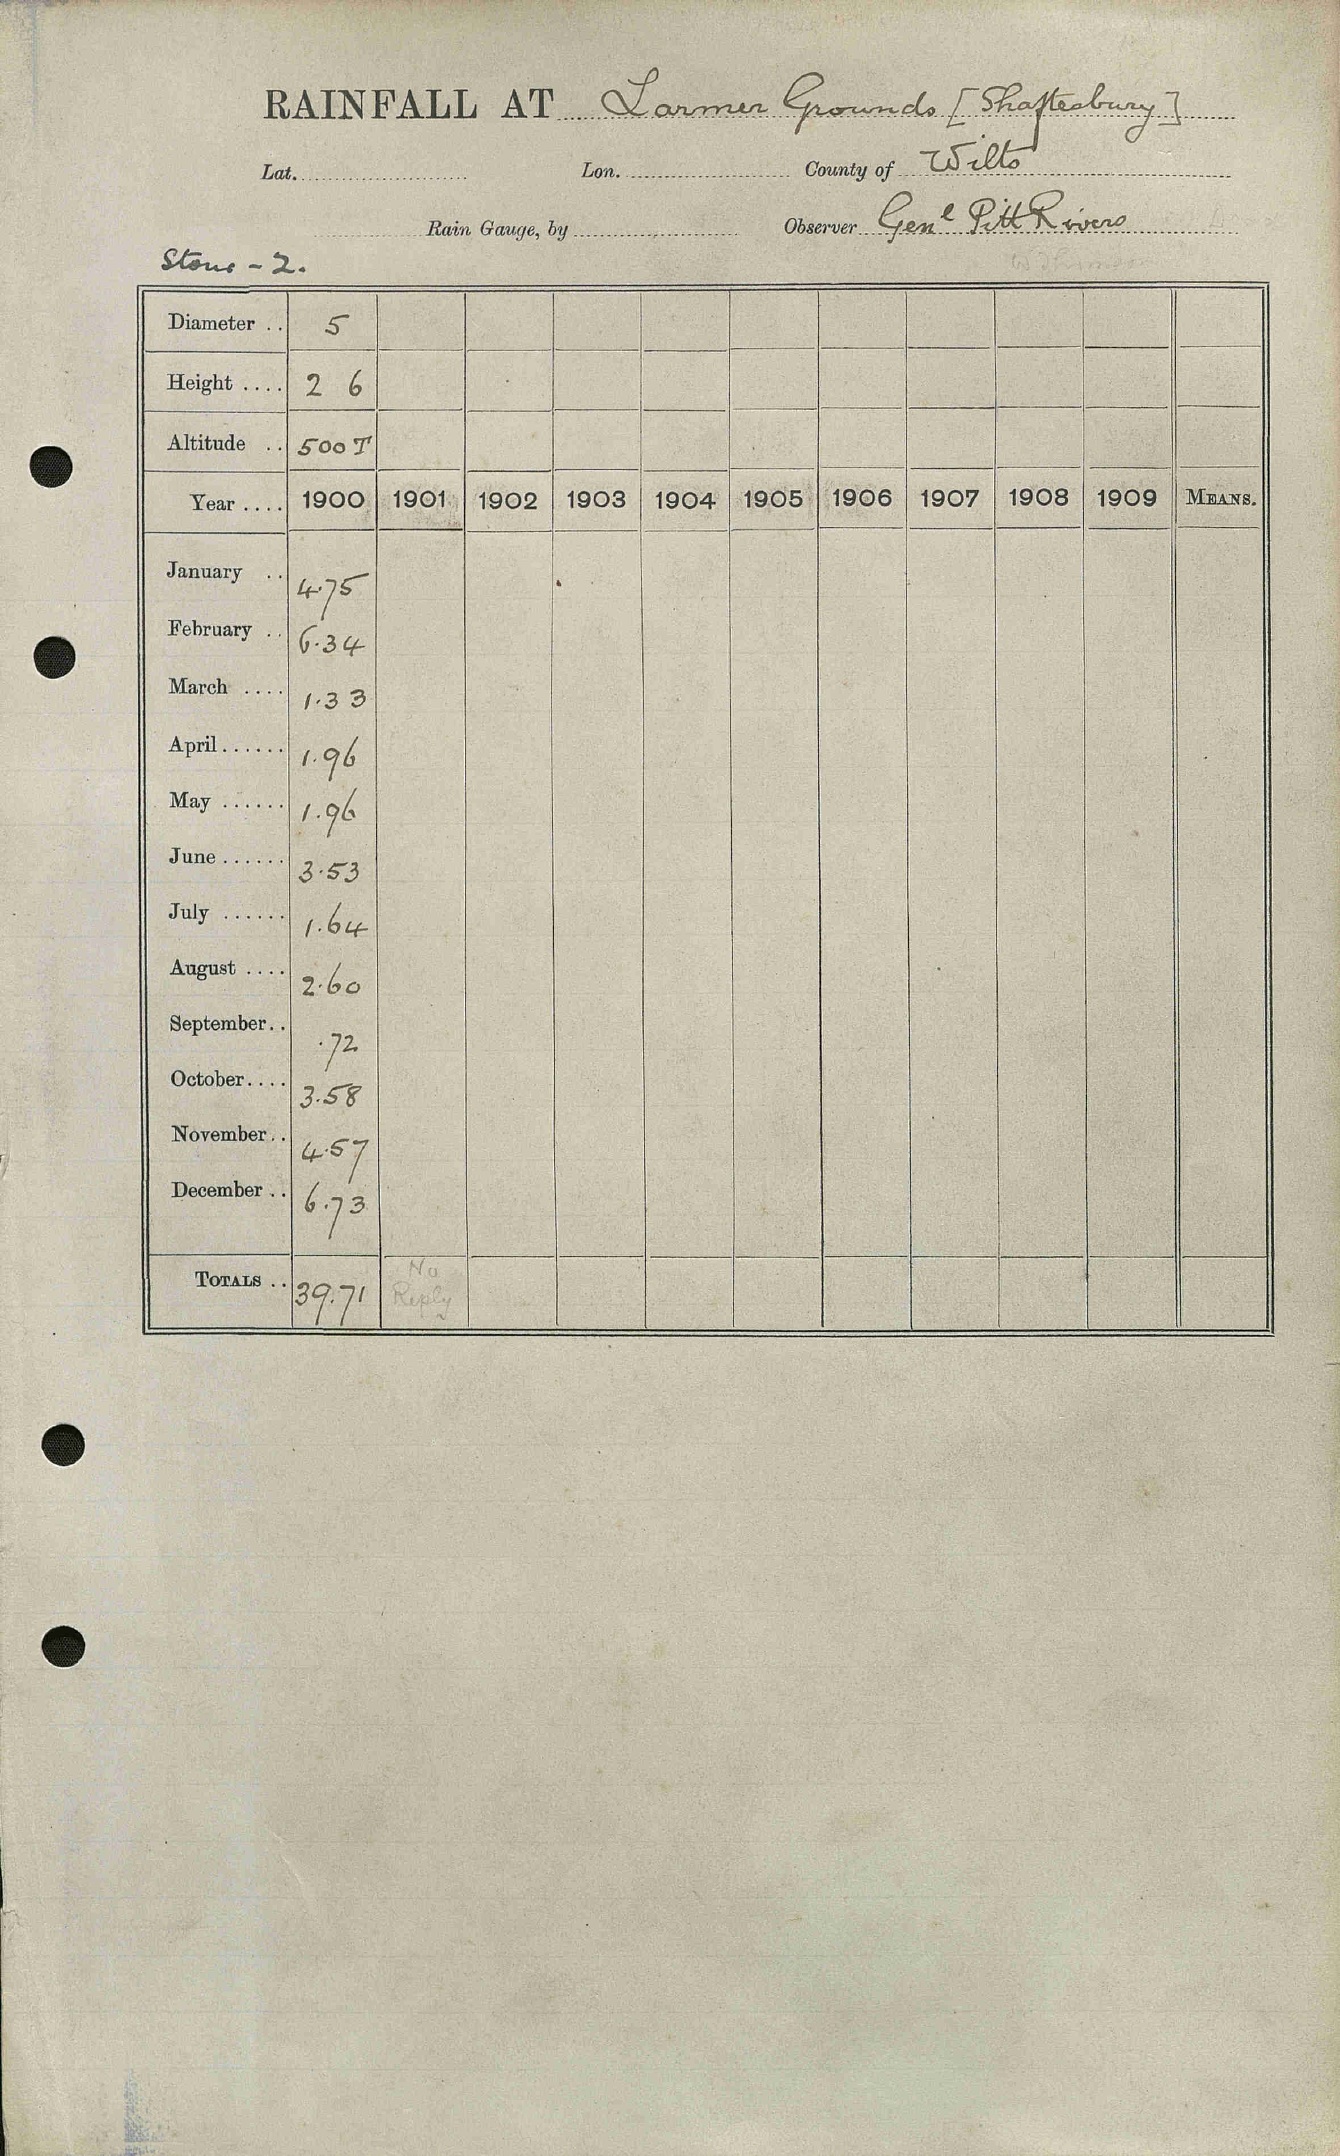 RAINFALL AT Larmer Grounds [Shaftesbury]
Lat. Lon. County of Wilts
Rain Gauge, by Observer Genl Pitt Rivers
Stour - 2.
Diameter .. 5
Height .... 2 6
Altitude .. 500 T
Year .... 1900 1901 1902 1903 1904 1905 1906 1907 1908 1909 MEANS.
January .. 4.75
February .. 6.34
March .... 1.33
April ...... 1.96
May ...... 1.96
June ...... 3.53
July ...... 1.64
August .... 2.60
September .. .72
October .... 3.58
November .. 4.57
December .. 6.73
TOTALS .. 39.71 No Reply